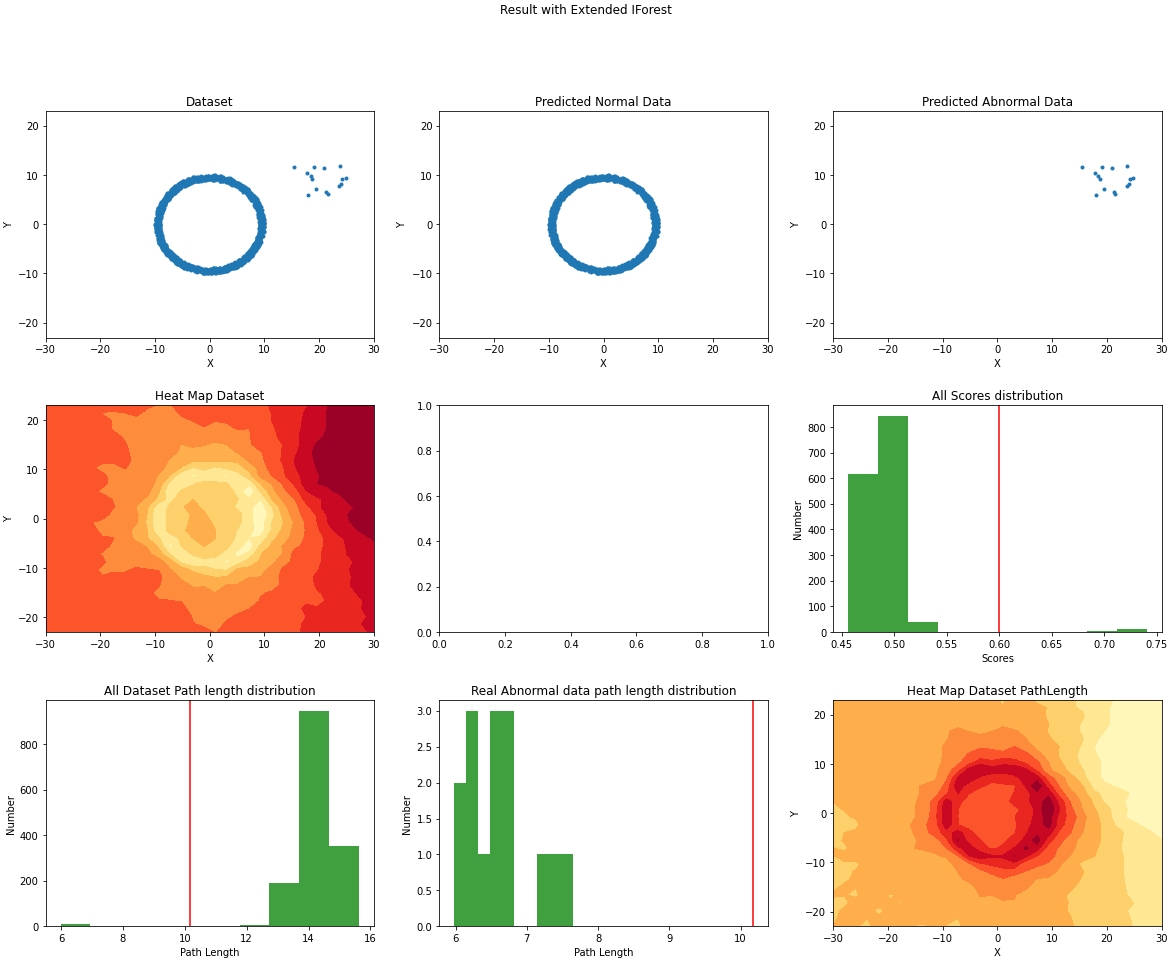 Result with Extended IForest
Dataset Predicted Normal Data Predicted Abnormal Data
20 20 20
10 10 10
Y 0 Y 0 Y 0
−10 −10 −10
−20 −20 −20
−30 −20 −10 0 10 20 30 −30 −20 −10 0 10 20 30 −30 −20 −10 0 10 20 30
X X X
Heat Map Dataset
20
10
Y 0
−10
−20
−30 −20 −10 0 10 20 30
X
1.0
0.8
0.6
0.4
0.2
0.0
0.0 0.2 0.4 0.6 0.8 1.0
All Scores distribution
800
700
600
500
Number
400
300
200
100
0
0.45 0.50 0.55 0.60 0.65 0.70 0.75
Scores
All Dataset Path length distribution
800
600
Number
400
200
0
6 8 10 12 14 16
Path Length
Real Abnormal data path length distribution
3.0
2.5
2.0
Number
1.5
1.0
0.5
0.0
6 7 8 9 10
Path Length
Heat Map Dataset PathLength
20
10
Y 0
−10
−20
−30 −20 −10 0 10 20 30
X